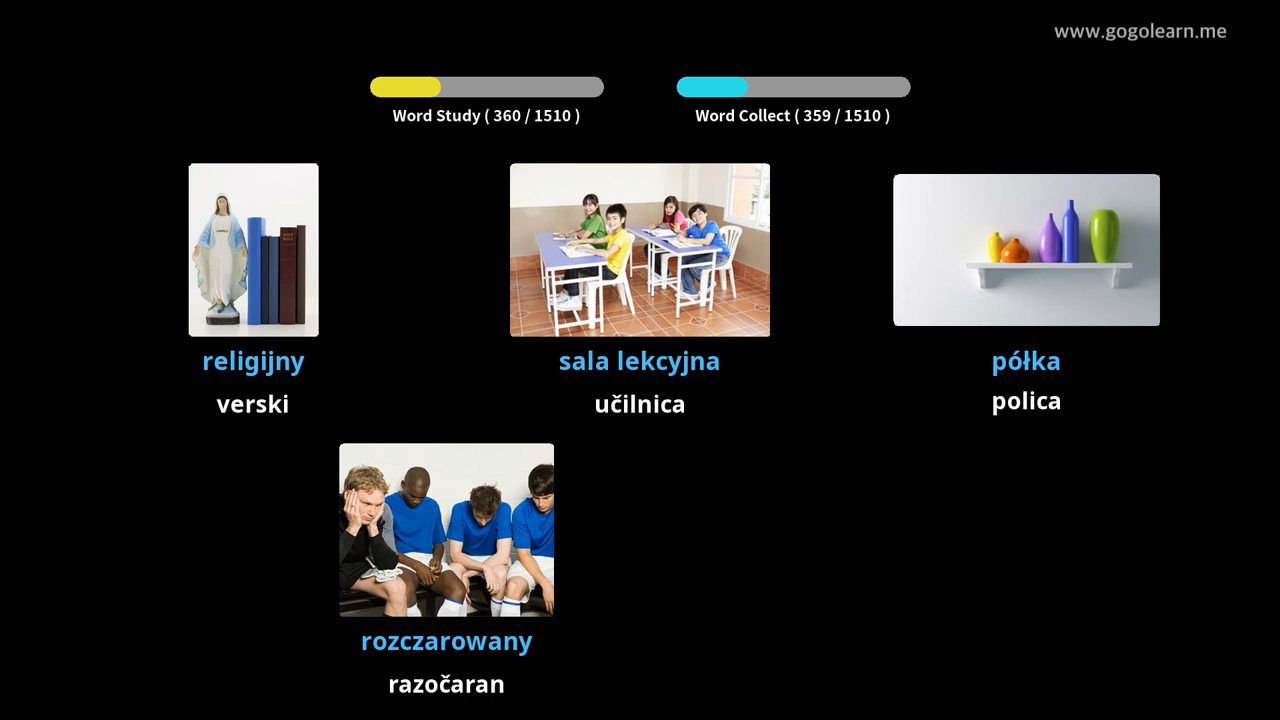 www.gogolearn.me
Word Study ( 360 / 1510 )
Word Collect ( 359 / 1510 )
religijny
verski
sala lekcyjna
učilnica
półka
polica
rozczarowany
razočaran